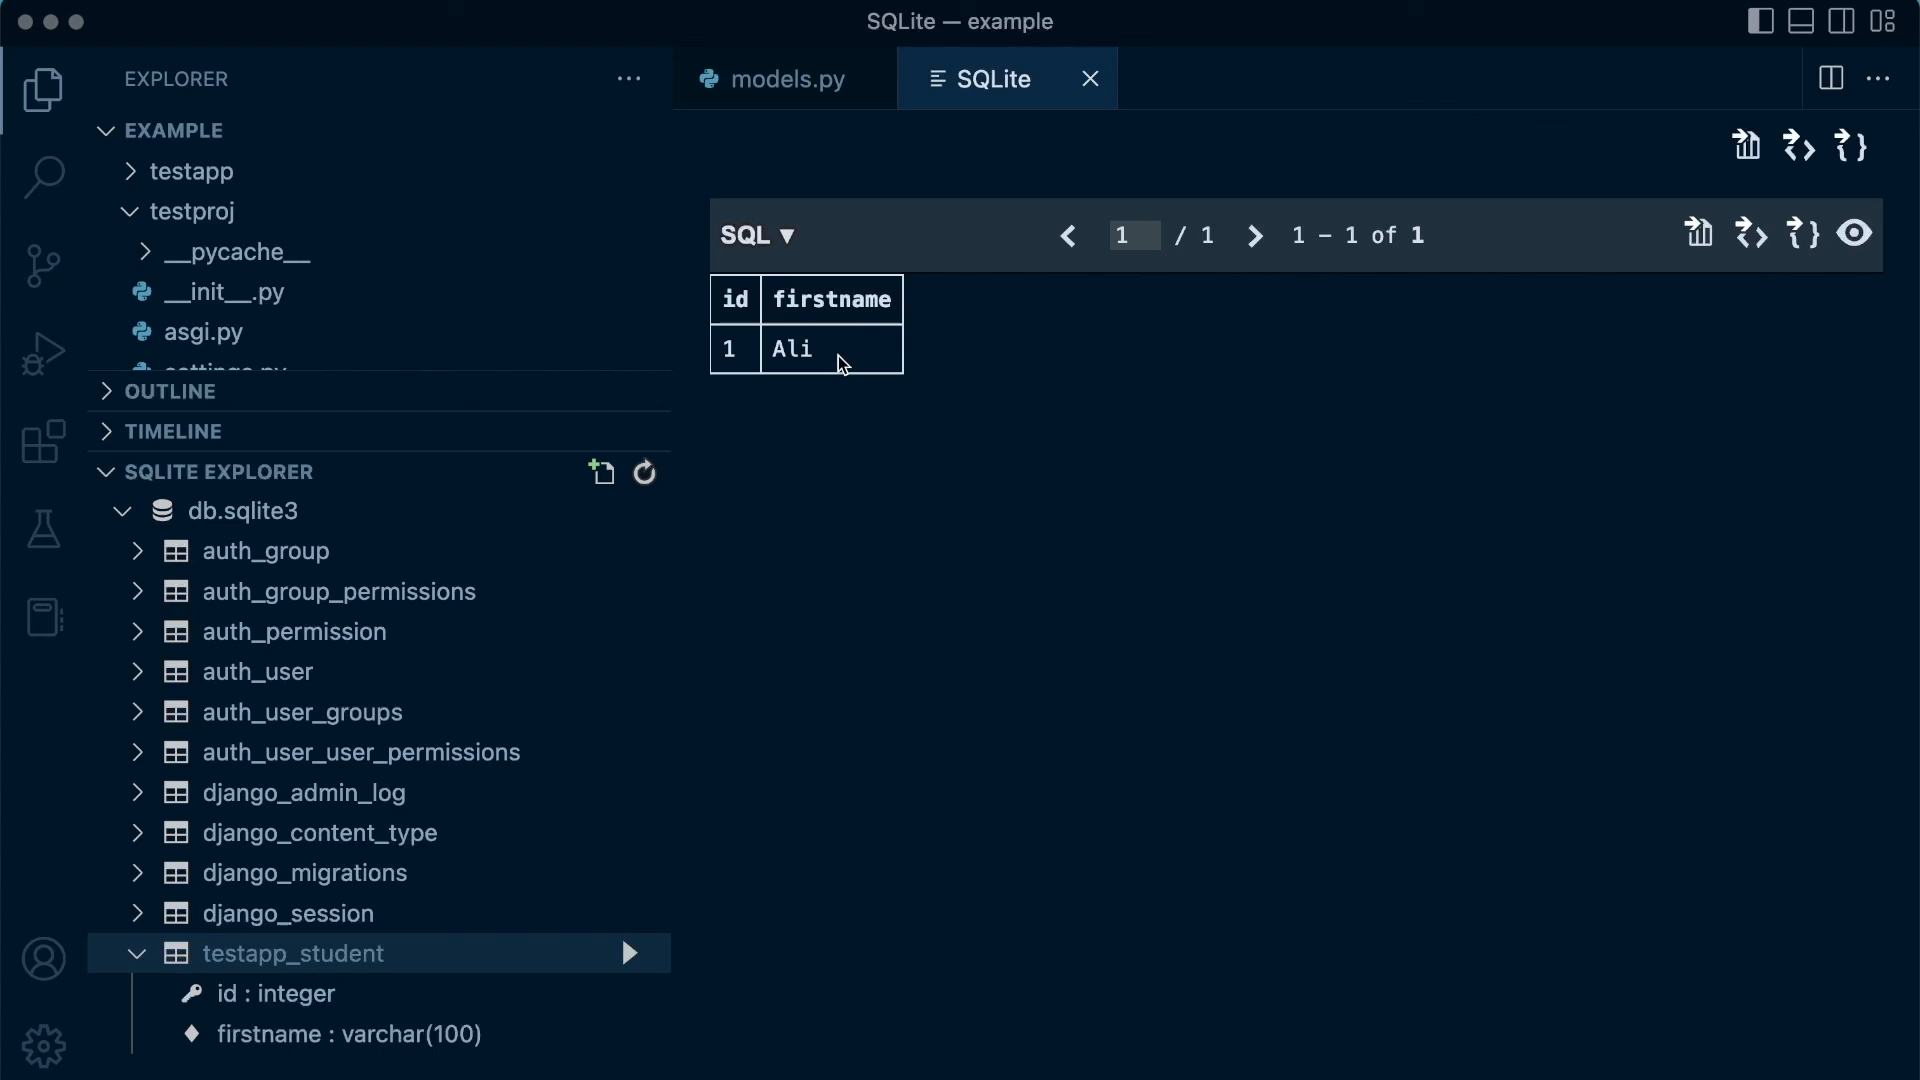 SQLite — example
EXPLORER
EXAMPLE
testapp
testproj
__pycache__
__init__.py
asgi.py
settings.py
OUTLINE
TIMELINE
SQLITE EXPLORER
db.sqlite3
auth_group
auth_group_permissions
auth_permission
auth_user
auth_user_groups
auth_user_user_permissions
django_admin_log
django_content_type
django_migrations
django_session
testapp_student
id : integer
firstname : varchar(100)
models.py
SQLite
SQL ▼ 1 / 1 1 – 1 of 1
id firstname
1 Ali